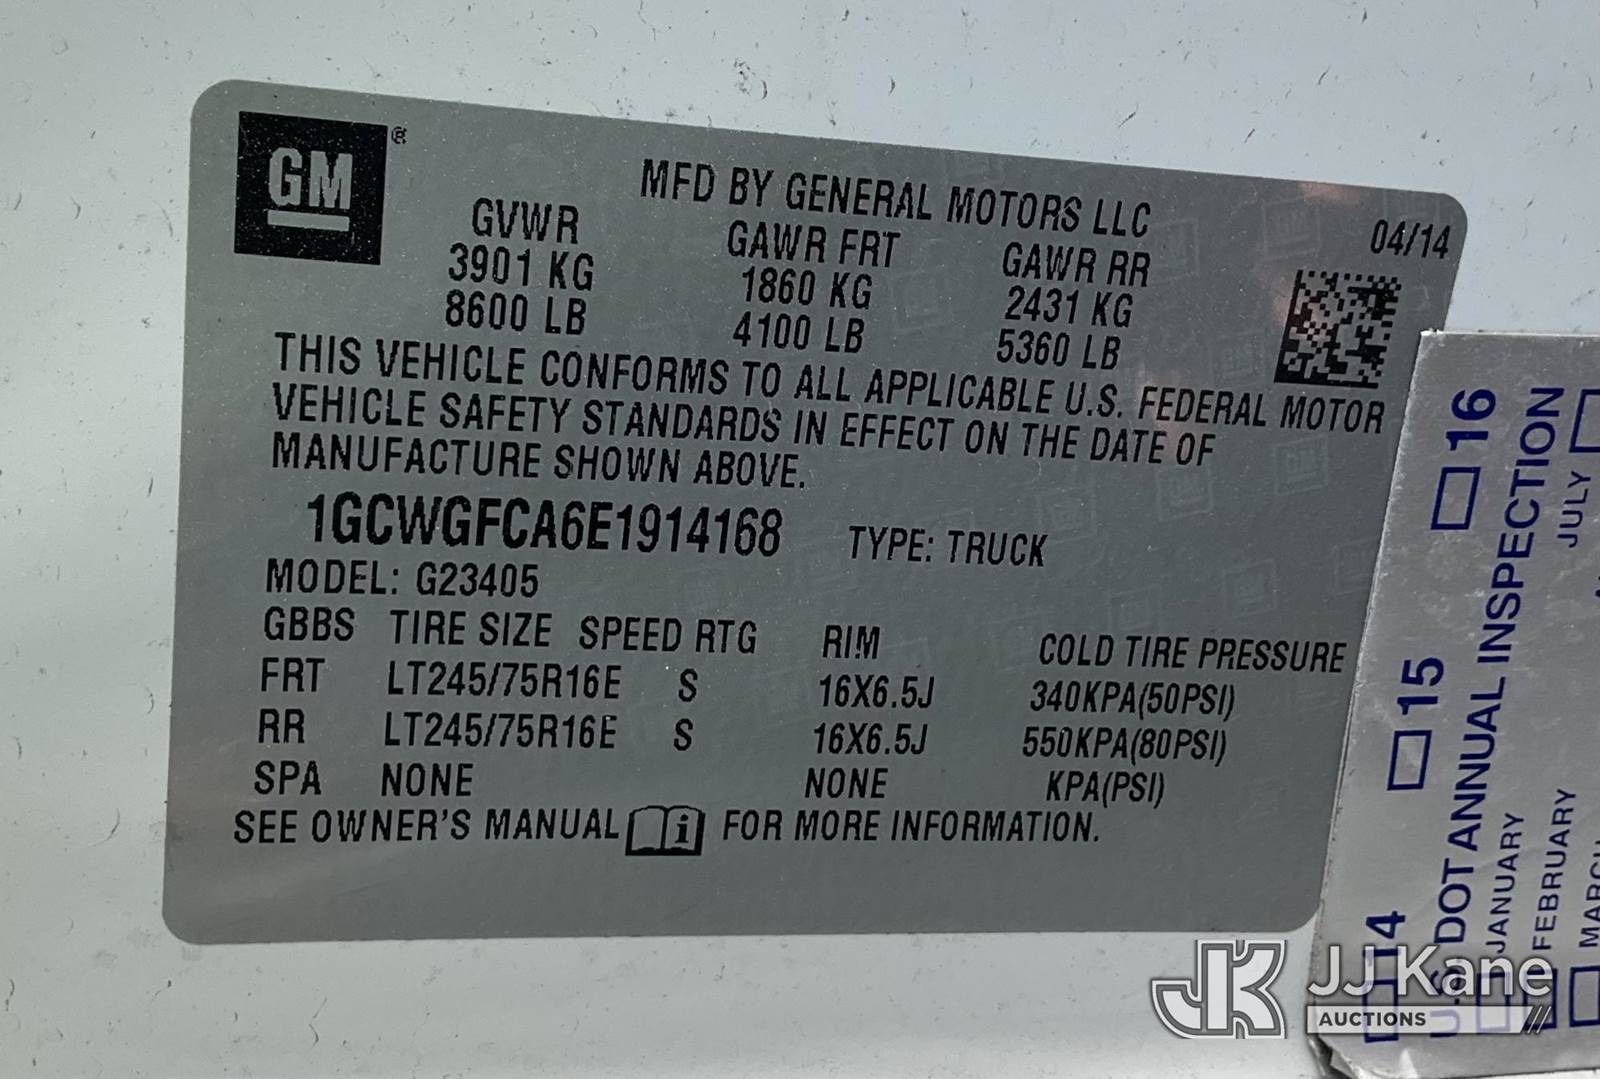 GM®
MFD BY GENERAL MOTORS LLC
04/14
GVWR GAWR FRT GAWR RR
3901 KG 1860 KG 2431 KG
8600 LB 4100 LB 5360 LB
THIS VEHICLE CONFORMS TO ALL APPLICABLE U.S. FEDERAL MOTOR
VEHICLE SAFETY STANDARDS IN EFFECT ON THE DATE OF
MANUFACTURE SHOWN ABOVE.
1GCWGFCA6E1914168 TYPE: TRUCK
MODEL: G23405
GBBS TIRE SIZE SPEED RTG RIM COLD TIRE PRESSURE
FRT LT245/75R16E S 16X6.5J 340KPA(50PSI)
RR LT245/75R16E S 16X6.5J 550KPA(80PSI)
SPA NONE NONE KPA(PSI)
SEE OWNER'S MANUAL i FOR MORE INFORMATION.
14 15 16
U.S. DOT ANNUAL INSPECTION
JANUARY
JULY
FEBRUARY
MARCH
JK JJ Kane
AUCTIONS